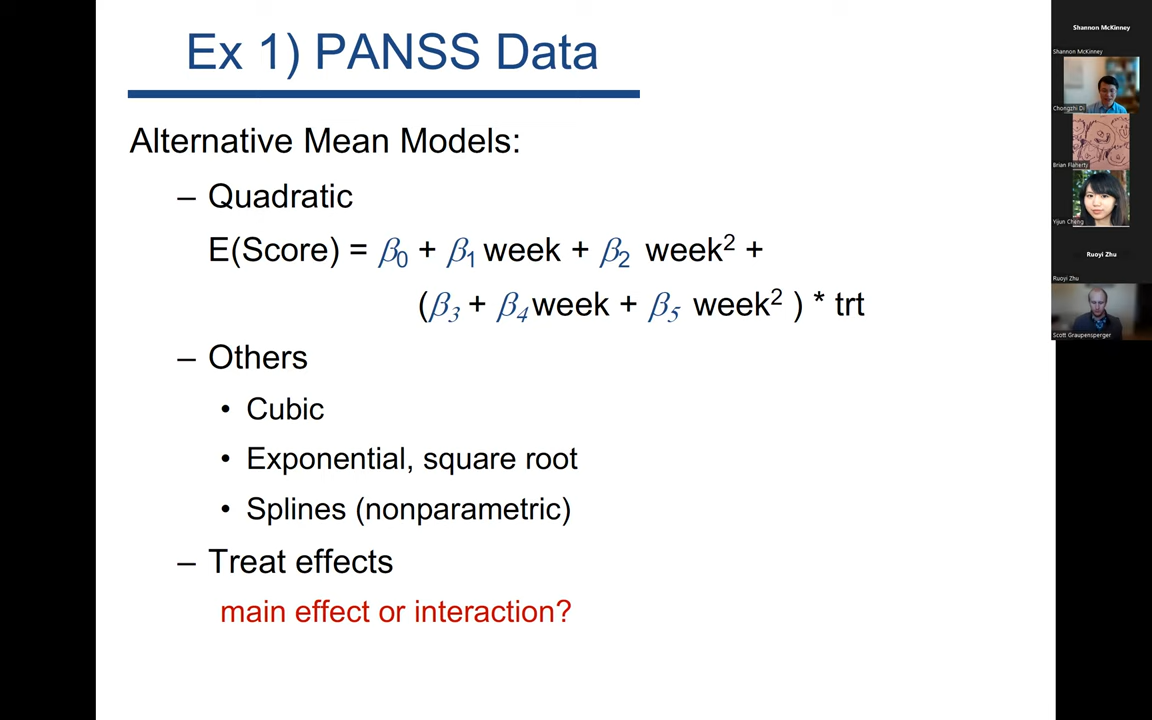 Ex 1) PANSS Data
Alternative Mean Models:
– Quadratic
E(Score) = β₀ + β₁ week + β₂ week² +
(β₃ + β₄ week + β₅ week² ) * trt
– Others
• Cubic
• Exponential, square root
• Splines (nonparametric)
– Treat effects
main effect or interaction?
Shannon McKinney
Shannon McKinney
Chongzhi Di
Brian Flaherty
Yijun Cheng
Ruoyi Zhu
Ruoyi Zhu
Scott Graupensperger